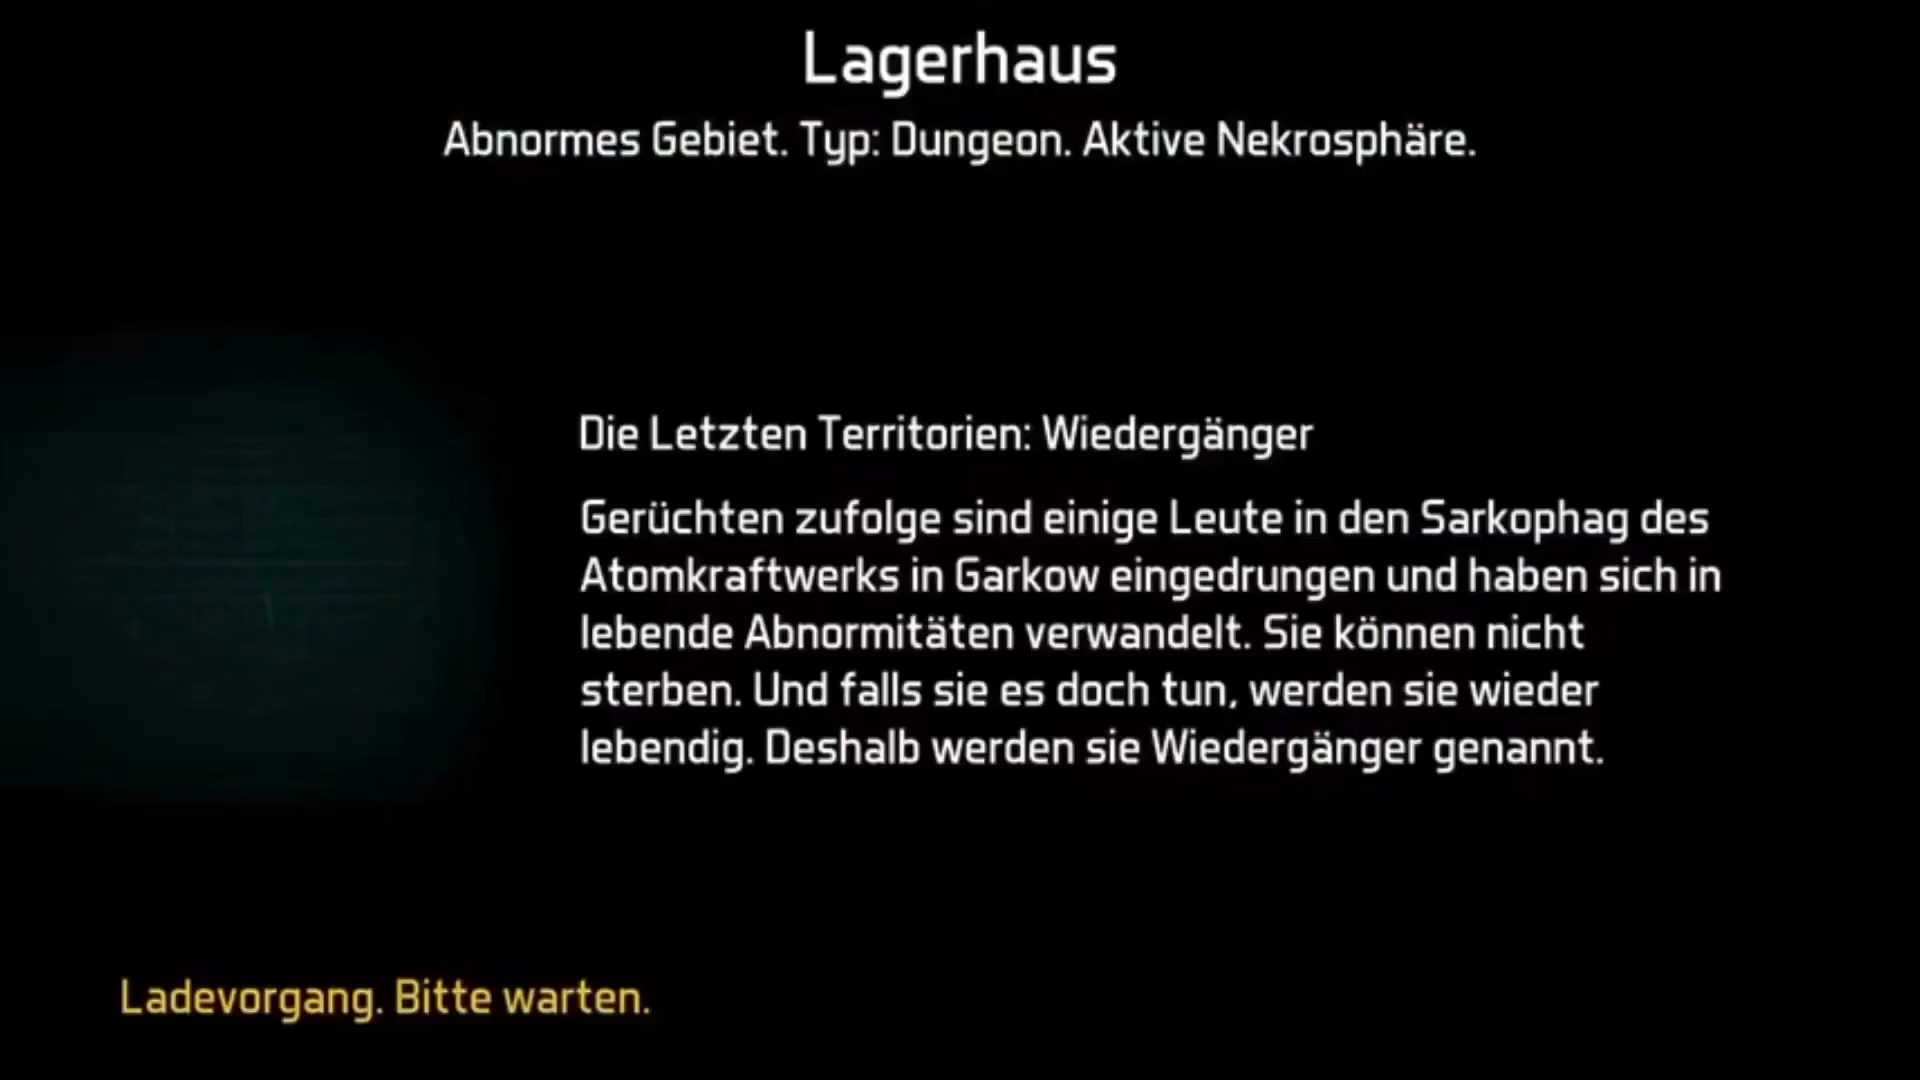 Lagerhaus
Abnormes Gebiet. Typ: Dungeon. Aktive Nekrosphäre.
Die Letzten Territorien: Wiedergänger
Gerüchten zufolge sind einige Leute in den Sarkophag des
Atomkraftwerks in Garkow eingedrungen und haben sich in
lebende Abnormitäten verwandelt. Sie können nicht
sterben. Und falls sie es doch tun, werden sie wieder
lebendig. Deshalb werden sie Wiedergänger genannt.
Ladevorgang. Bitte warten.